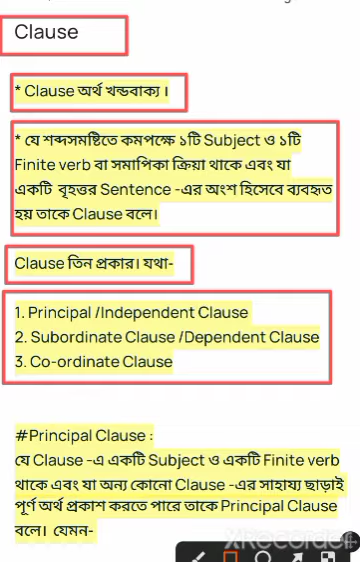 Clause
* Clause অর্থ খন্ডবাক্য ।
* যে শব্দসমষ্টিতে কমপক্ষে ১টি Subject ও ১টি
Finite verb বা সমাপিকা ক্রিয়া থাকে এবং যা
একটি বৃহত্তর Sentence -এর অংশ হিসেবে ব্যবহৃত
হয় তাকে Clause বলে।
Clause তিন প্রকার। যথা-
1. Principal /Independent Clause
2. Subordinate Clause /Dependent Clause
3. Co-ordinate Clause
#Principal Clause :
যে Clause -এ একটি Subject ও একটি Finite verb
থাকে এবং যা অন্য কোনো Clause -এর সাহায্য ছাড়াই
পূর্ণ অর্থ প্রকাশ করতে পারে তাকে Principal Clause
বলে। যেমন-
XRecorder